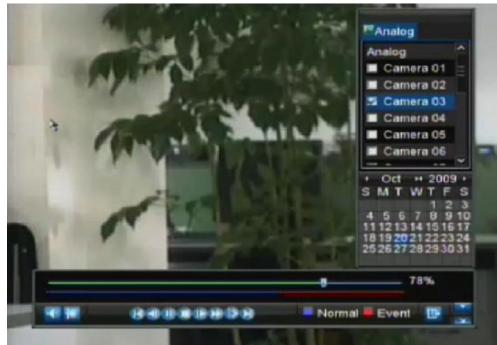 Analog
Analog
Camera 01
Camera 02
Camera 03
Camera 04
Camera 05
Camera 06
Oct 2009
S M T W T F S
1 2 3
4 5 6 7 8 9 10
11 12 13 14 15 16 17
18 19 20 21 22 23 24
25 26 27 28 29 30 31
78%
Normal Event